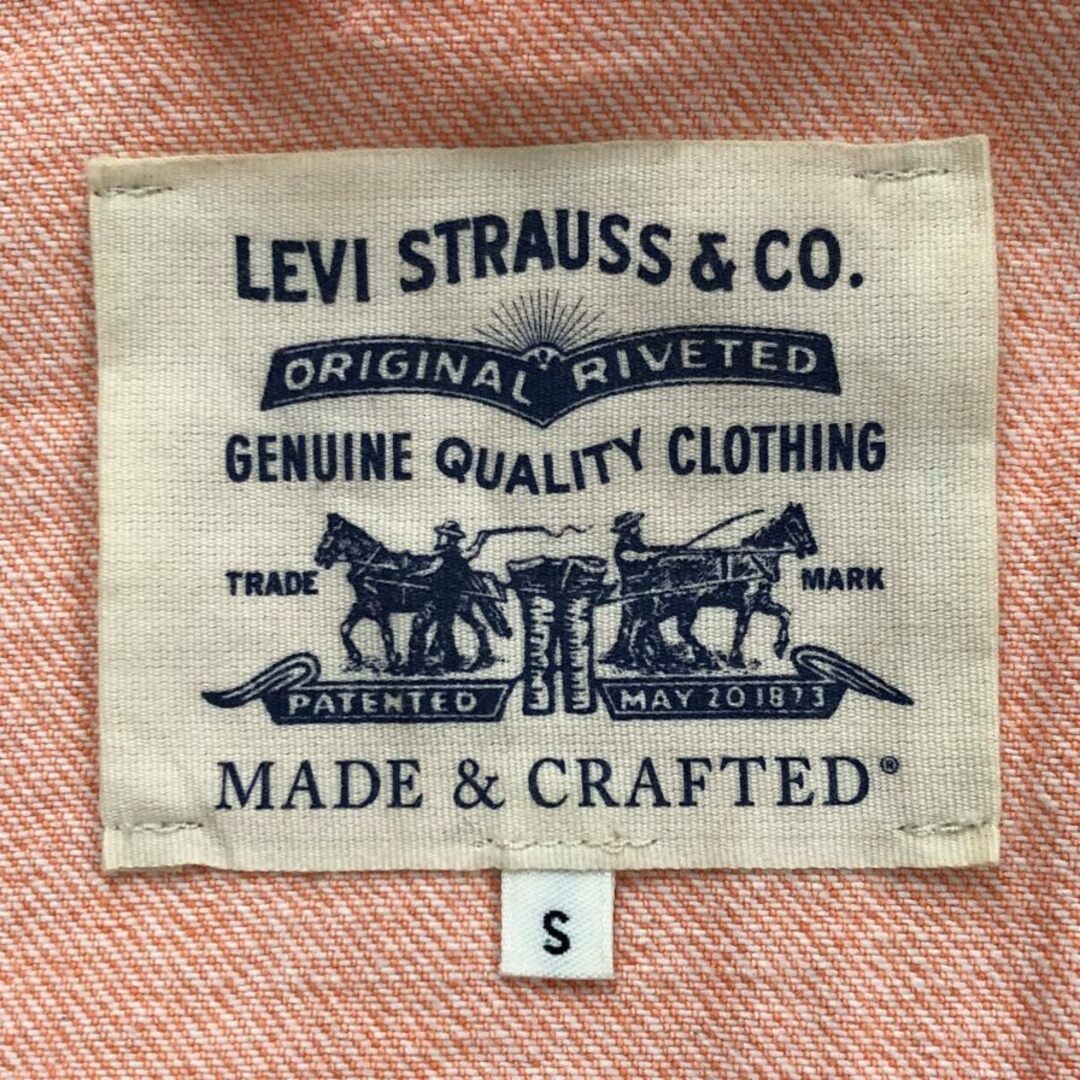 LEVI STRAUSS & CO.
ORIGINAL RIVETED
GENUINE QUALITY CLOTHING
TRADE MARK
PATENTED MAY 20 1873
MADE & CRAFTED®
S